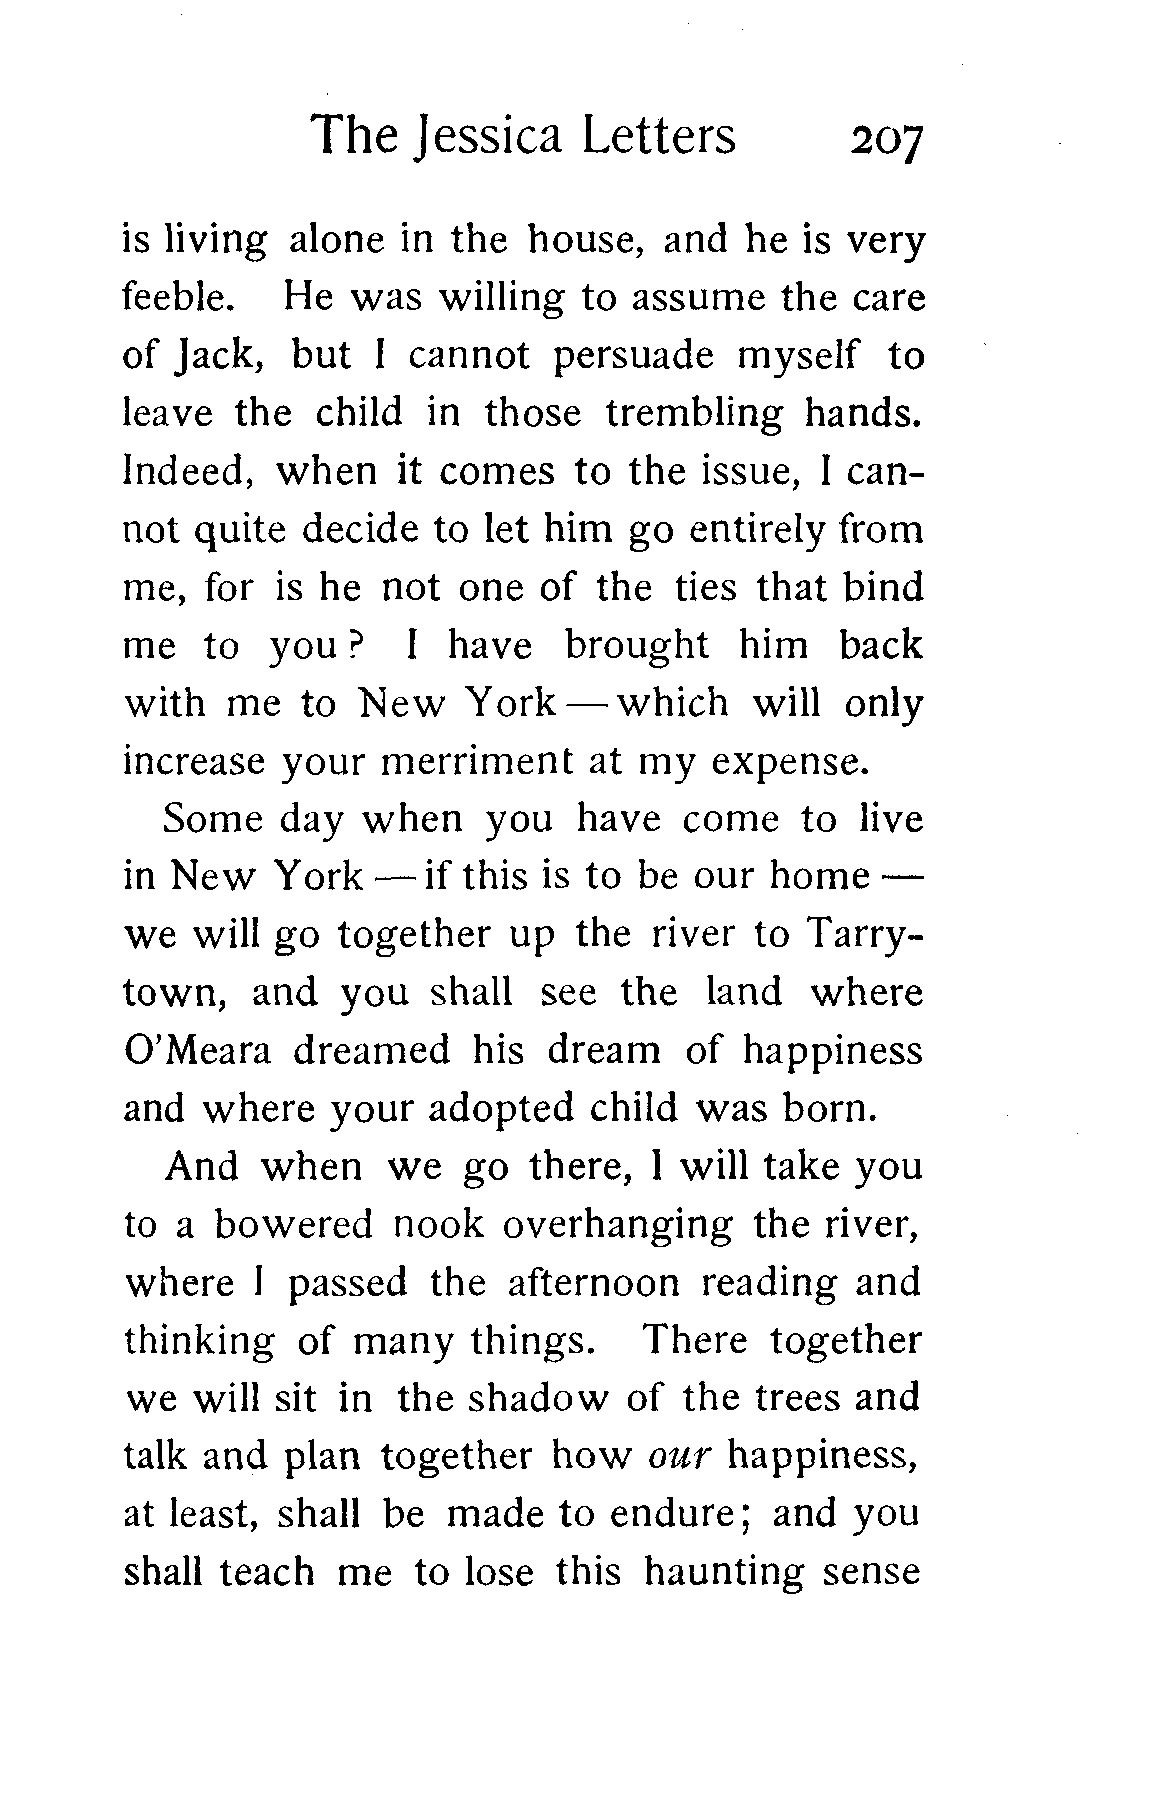 The Jessica Letters 207
is living alone in the house, and he is very
feeble. He was willing to assume the care
of Jack, but I cannot persuade myself to
leave the child in those trembling hands.
Indeed, when it comes to the issue, I can-
not quite decide to let him go entirely from
me, for is he not one of the ties that bind
me to you? I have brought him back
with me to New York—which will only
increase your merriment at my expense.
Some day when you have come to live
in New York—if this is to be our home—
we will go together up the river to Tarry-
town, and you shall see the land where
O'Meara dreamed his dream of happiness
and where your adopted child was born.
And when we go there, I will take you
to a bowered nook overhanging the river,
where I passed the afternoon reading and
thinking of many things. There together
we will sit in the shadow of the trees and
talk and plan together how our happiness,
at least, shall be made to endure; and you
shall teach me to lose this haunting sense